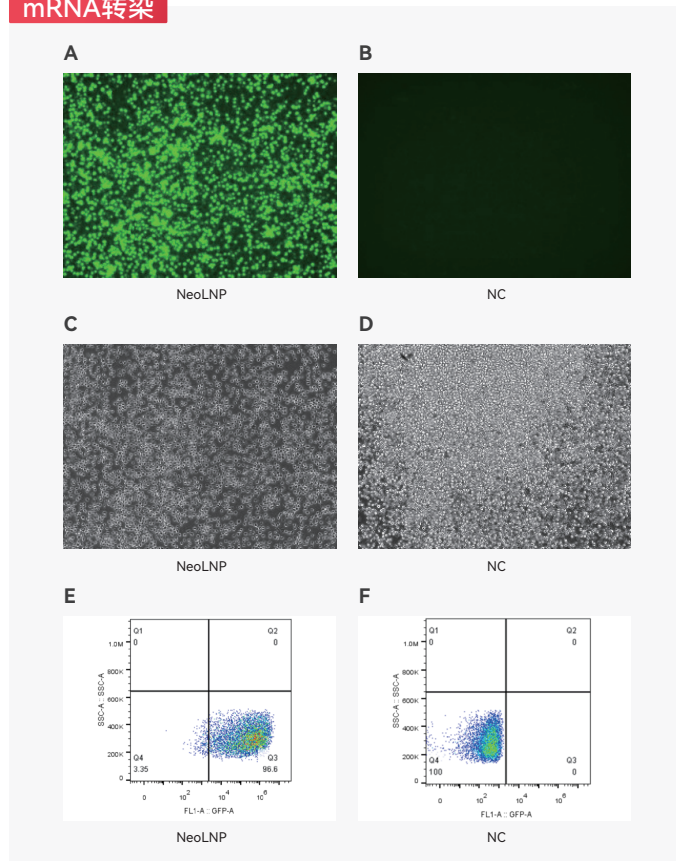 mRNA转染
A
B
NeoLNP
NC
C
D
NeoLNP
NC
E
F
Q1
0
Q2
0
Q4
3.35
Q3
96.6
1.0M
800K
600K
400K
200K
0
SSC-A :: SSC-A
0
10²
10⁴
10⁶
FL1-A :: GFP-A
Q1
0
Q2
0
Q4
100
Q3
0
1.0M
800K
600K
400K
200K
0
SSC-A :: SSC-A
0
10²
10⁴
10⁶
FL1-A :: GFP-A
NeoLNP
NC